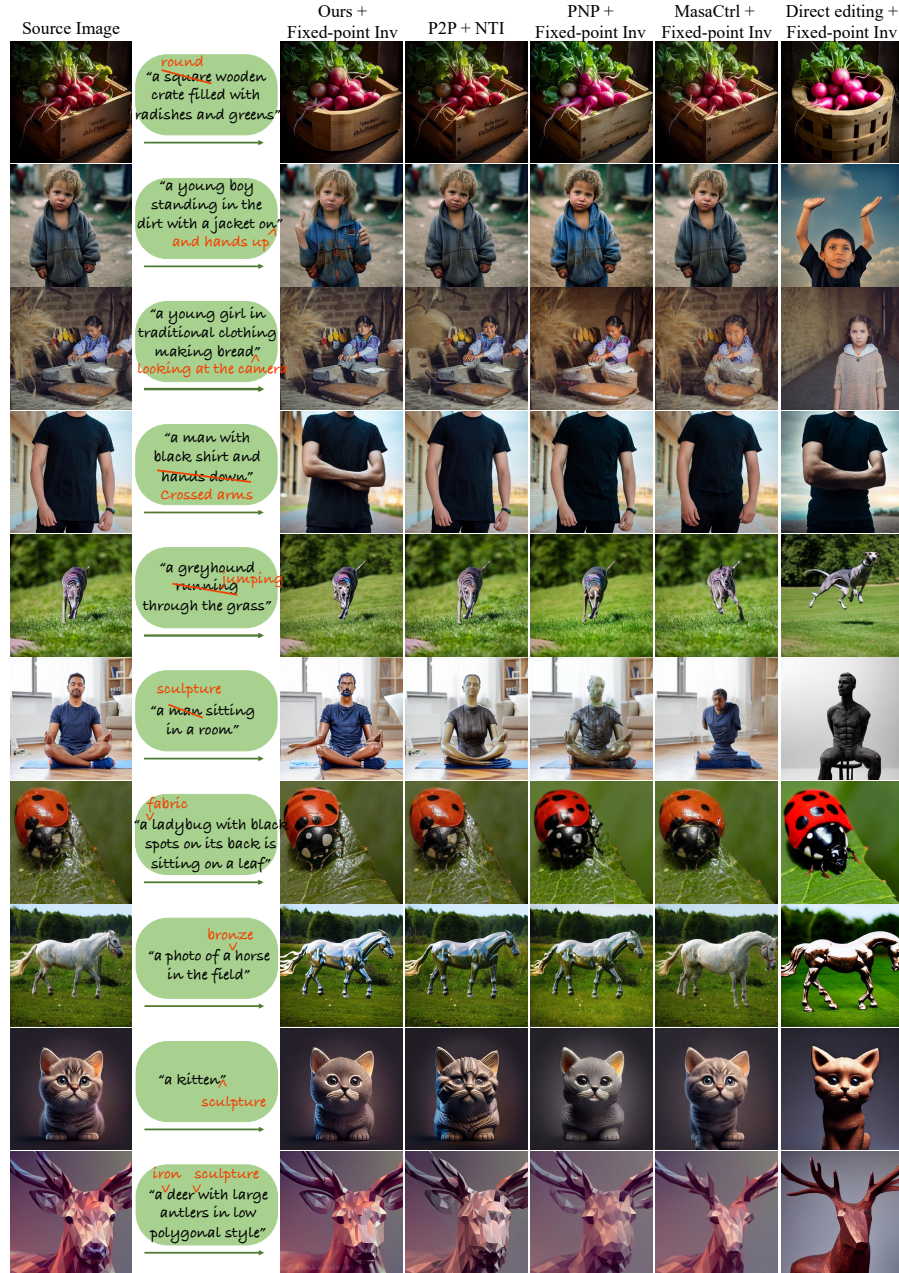 Source Image
Ours +
Fixed-point Inv
P2P + NTI
PNP +
Fixed-point Inv
MasaCtrl +
Fixed-point Inv
Direct editing +
Fixed-point Inv
round
“a square wooden
crate filled with
radishes and greens”
“a young boy
standing in the
dirt with a jacket on”
and hands up
“a young girl in
traditional clothing
making bread”
looking at the camera
“a man with
black shirt and
hands down”
Crossed arms
“a greyhound
running jumping
through the grass”
sculpture
“a man sitting
in a room”
fabric
“a ladybug with black
spots on its back is
sitting on a leaf”
bronze
“a photo of a horse
in the field”
“a kitten”
sculpture
iron sculpture
“a deer with large
antlers in low
polygonal style”